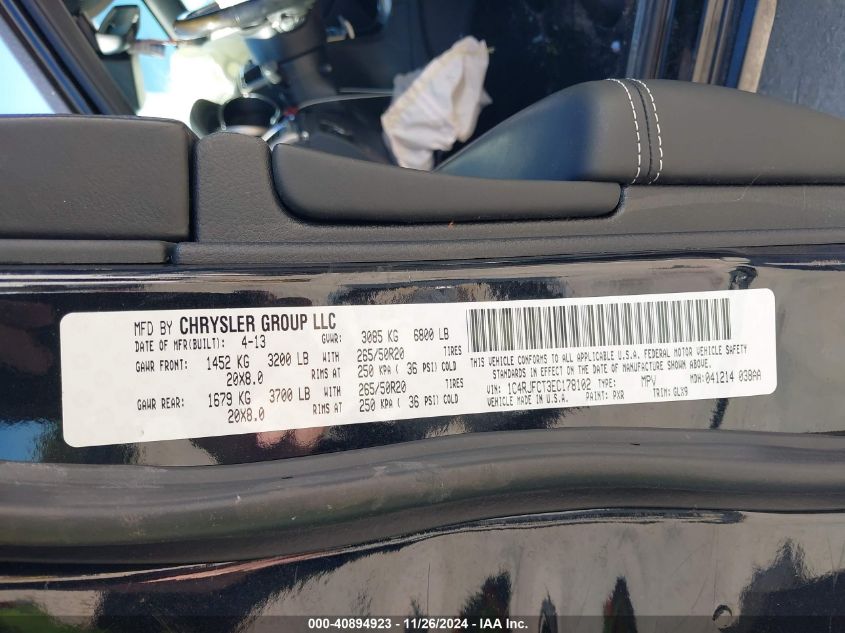 MFD BY CHRYSLER GROUP LLC
DATE OF MFR(BUILT): 4-13 GVWR: 3085 KG 6800 LB
GAWR FRONT: 1452 KG 3200 LB WITH 265/50R20 TIRES
20X8.0 RIMS AT 250 KPA ( 36 PSI) COLD
GAWR REAR: 1679 KG 3700 LB WITH 265/50R20 TIRES
20X8.0 RIMS AT 250 KPA ( 36 PSI) COLD
THIS VEHICLE CONFORMS TO ALL APPLICABLE U.S.A. FEDERAL MOTOR VEHICLE SAFETY
STANDARDS IN EFFECT ON THE DATE OF MANUFACTURE SHOWN ABOVE.
VIN: 1C4RJFCT3EC178102 TYPE: MPV MDH: 041214 038AA
VEHICLE MADE IN U.S.A. PAINT: PXR TRIM: GLX9
000-40894923 - 11/26/2024 - IAA Inc.